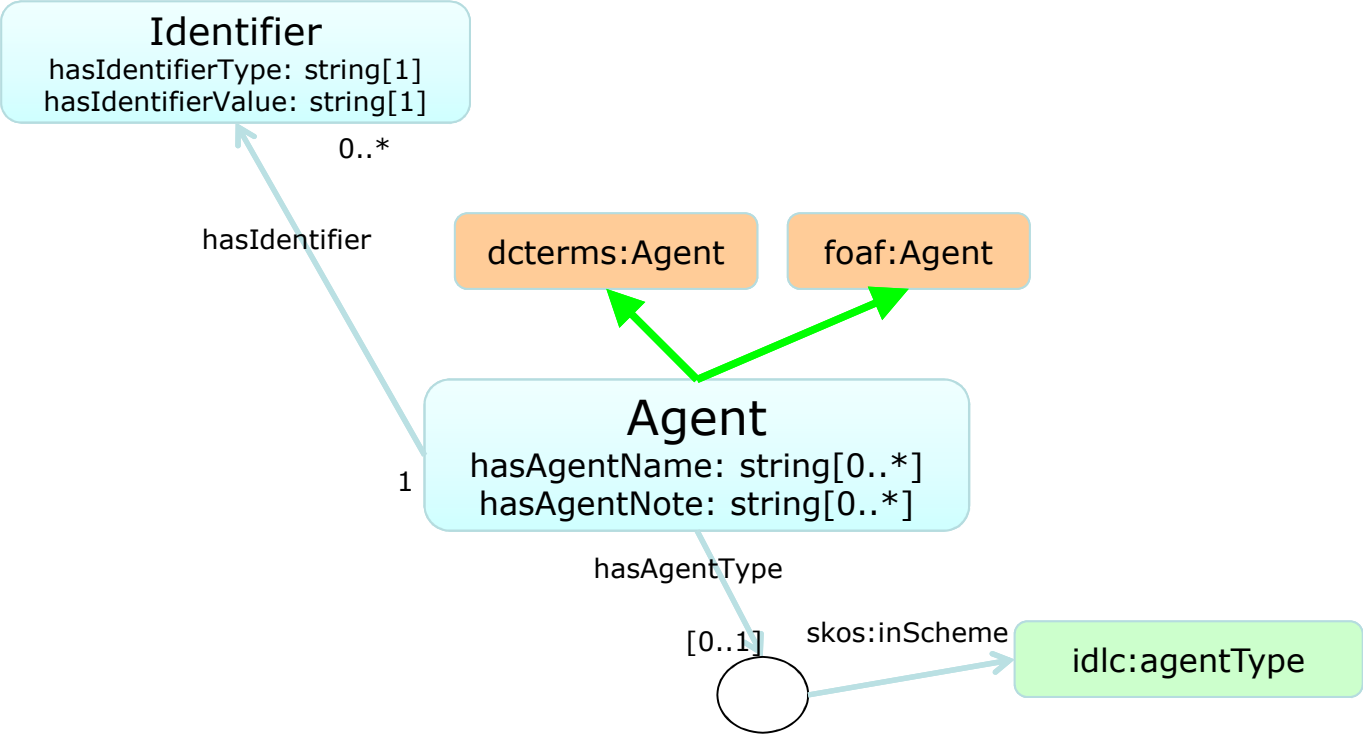 Identifier
hasIdentifierType: string[1]
hasIdentifierValue: string[1]
0..*
hasIdentifier
dcterms:Agent
foaf:Agent
Agent
hasAgentName: string[0..*]
1
hasAgentNote: string[0..*]
hasAgentType
[0..1]
skos:inScheme
idlc:agentType